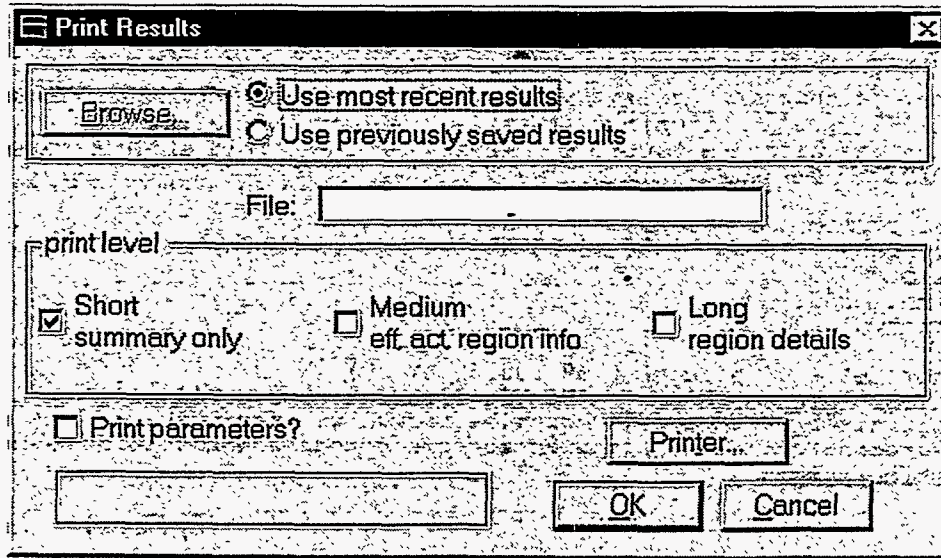 Print Results
Browse...
Use most recent results
Use previously saved results
File:
print level
Short
summary only
Medium
eff, act, region info
Long
region details
Print parameters?
Printer...
OK
Cancel